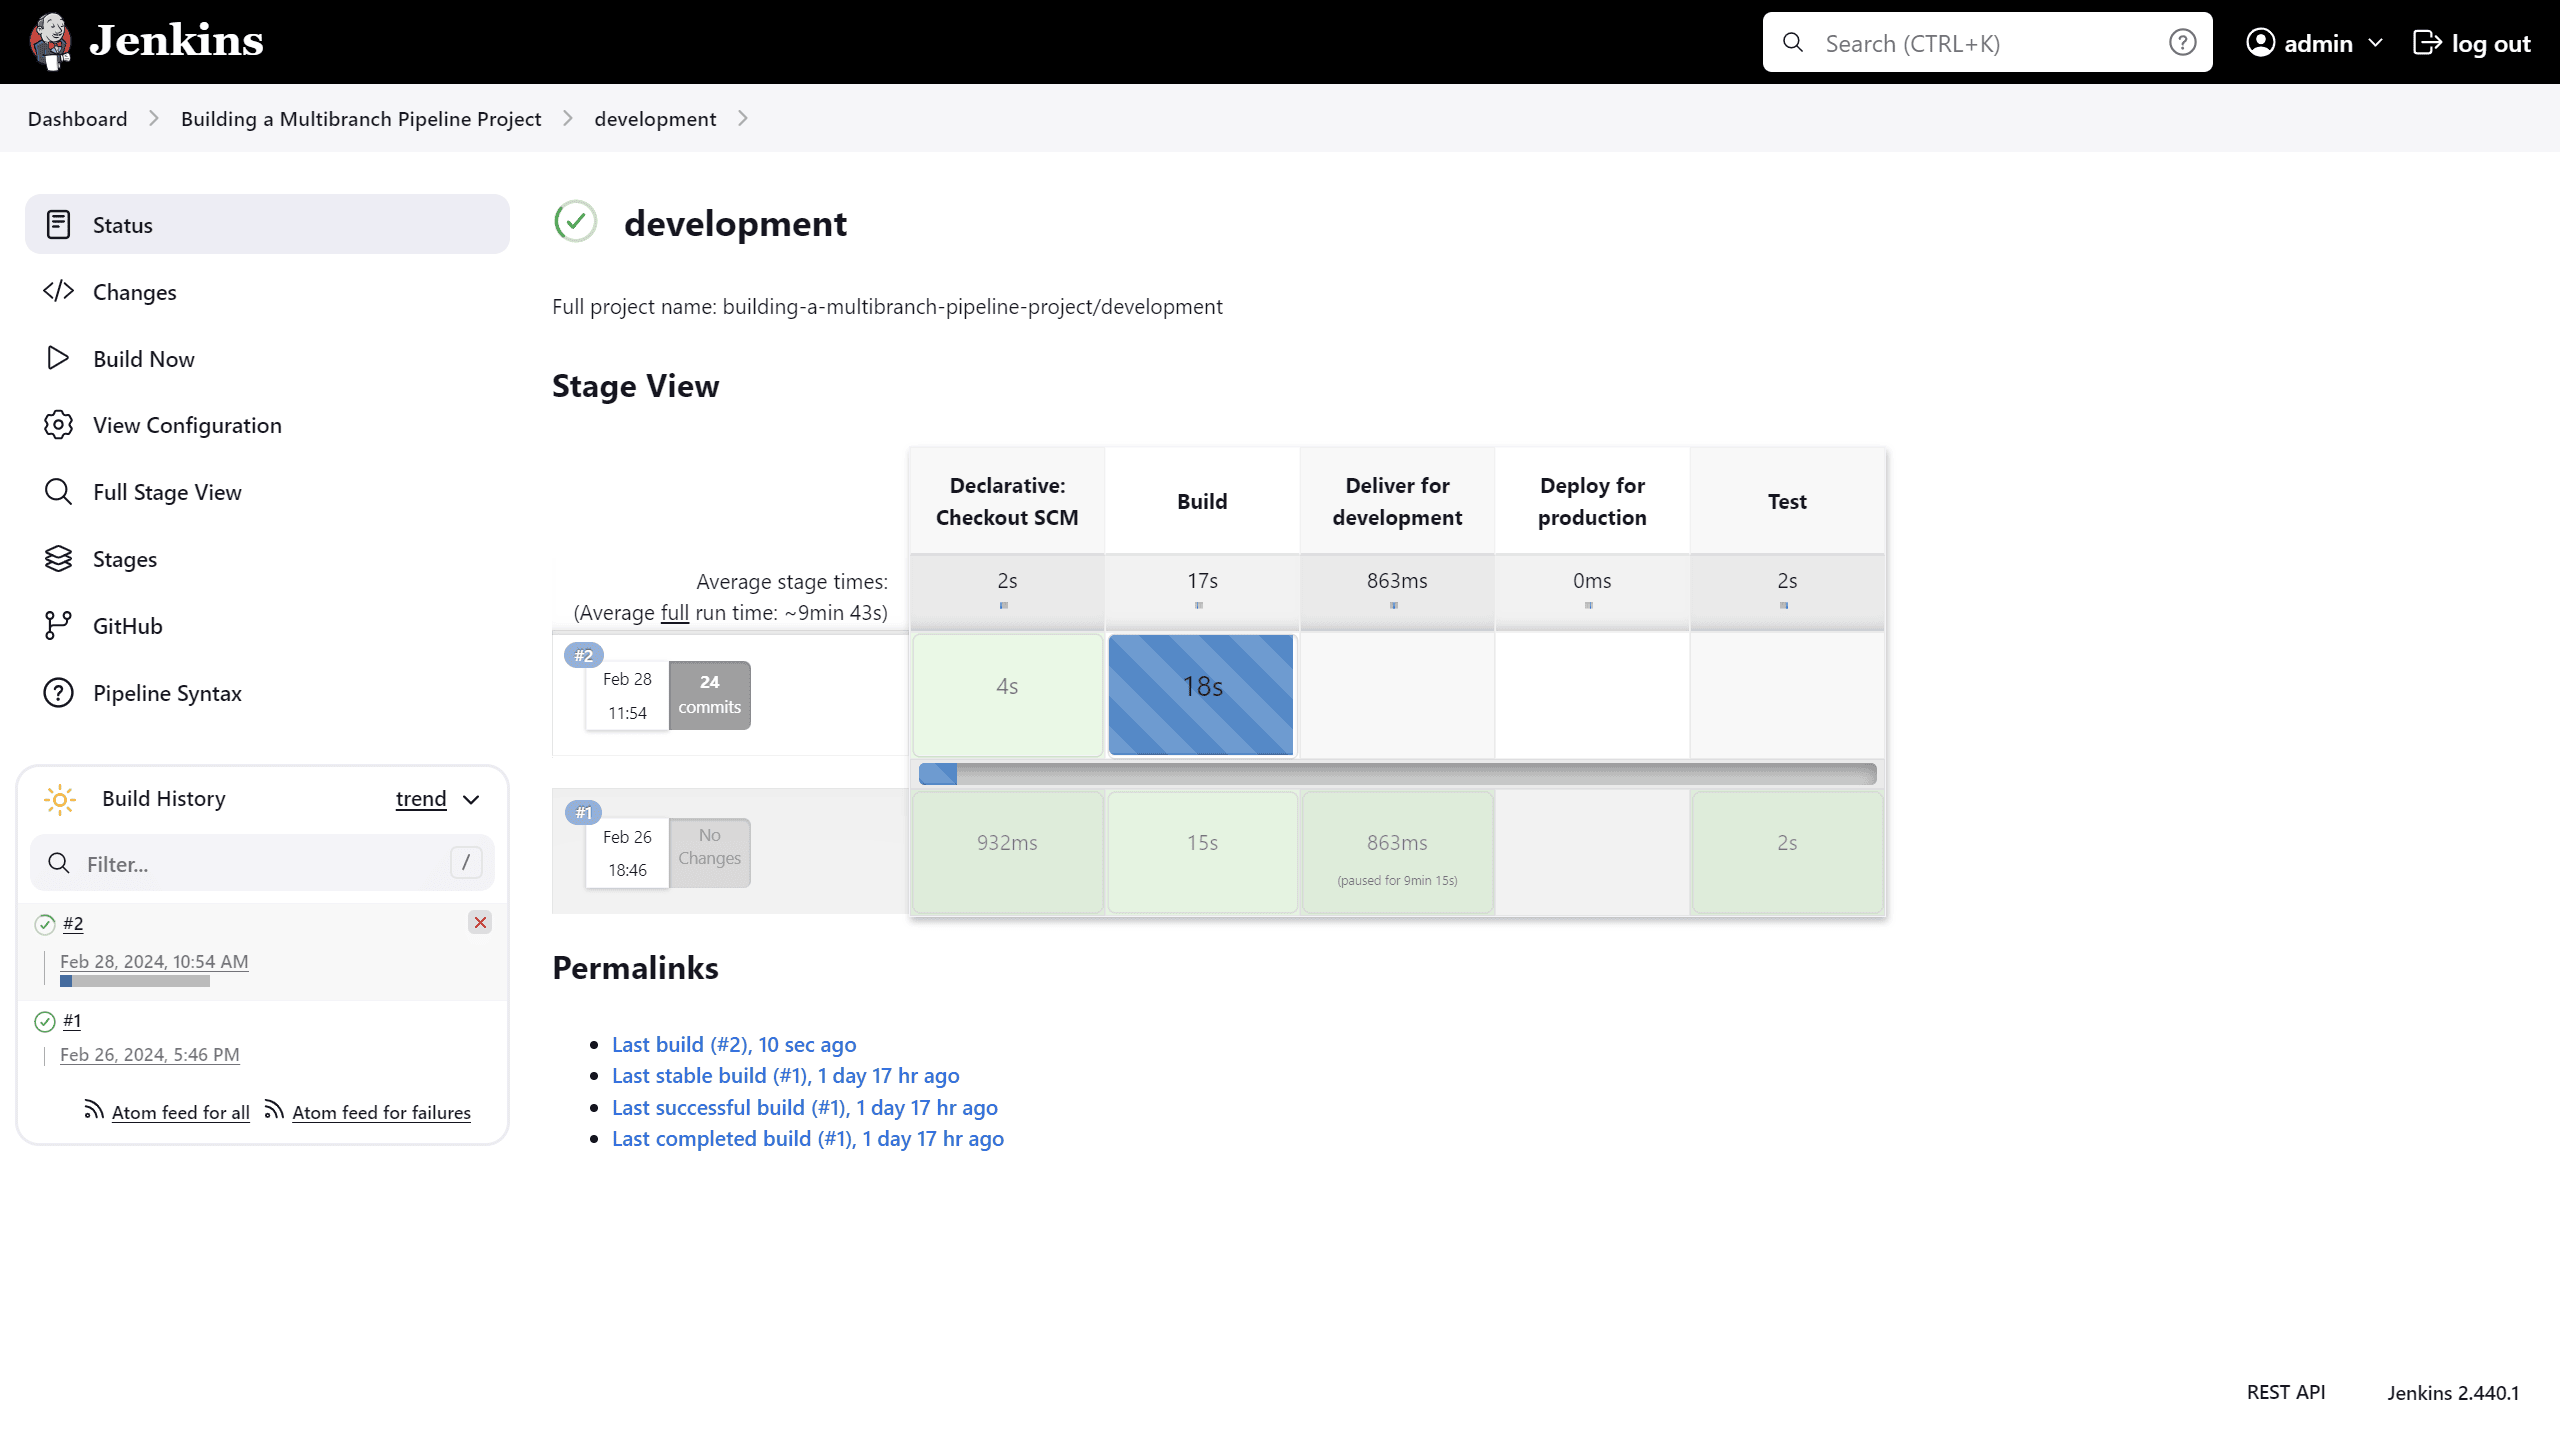 Jenkins
Search (CTRL+K)
?
admin
log out
Dashboard
Building a Multibranch Pipeline Project
development
Status
Changes
Build Now
View Configuration
Full Stage View
Stages
GitHub
Pipeline Syntax
Build History
trend
Filter...
/
#2
Feb 28, 2024, 10:54 AM
#1
Feb 26, 2024, 5:46 PM
Atom feed for all
Atom feed for failures
development
Full project name: building-a-multibranch-pipeline-project/development
Stage View
Declarative:
Checkout SCM
Build
Deliver for
development
Deploy for
production
Test
Average stage times:
(Average full run time: ~9min 43s)
2s
17s
863ms
0ms
2s
#2
Feb 28
11:54
24
commits
4s
18s
#1
Feb 26
18:46
No
Changes
932ms
15s
863ms
(paused for 9min 15s)
2s
Permalinks
Last build (#2), 10 sec ago
Last stable build (#1), 1 day 17 hr ago
Last successful build (#1), 1 day 17 hr ago
Last completed build (#1), 1 day 17 hr ago
REST API
Jenkins 2.440.1